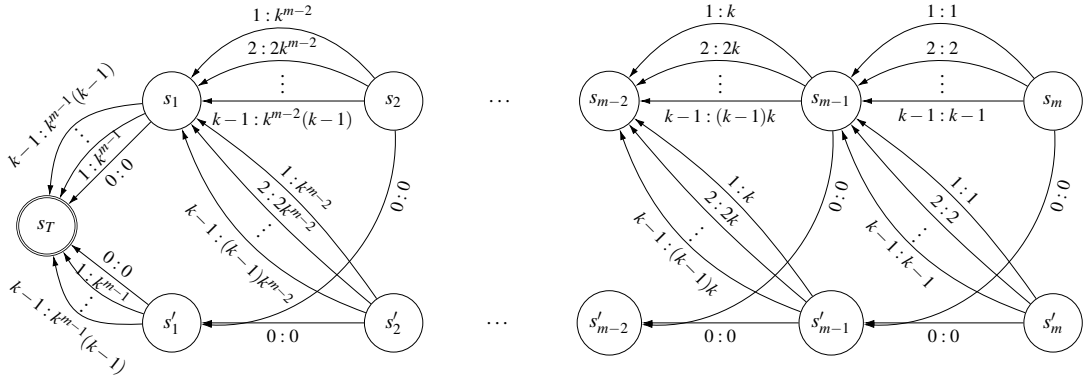 1 : k^{m−2}
2 : 2k^{m−2}
⋮
k−1 : k^{m−2}(k−1)
1 : k
2 : 2k
⋮
k−1 : (k−1)k
1 : 1
2 : 2
⋮
k−1 : k−1
s_1
s_2
⋯
s_{m−2}
s_{m−1}
s_m
k−1 : k^{m−1}(k−1)
⋮
1 : k^{m−1}
0 : 0
s_T
1 : k^{m−2}
2 : 2k^{m−2}
⋮
k−1 : (k−1)k^{m−2}
0 : 0
1 : k
2 : 2k
⋮
k−1 : (k−1)k
0 : 0
1 : 1
2 : 2
⋮
k−1 : k−1
0 : 0
0 : 0
1 : k^{m−1}
⋮
k−1 : k^{m−1}(k−1)
s′_1
s′_2
⋯
s′_{m−2}
s′_{m−1}
s′_m
0 : 0
0 : 0
0 : 0